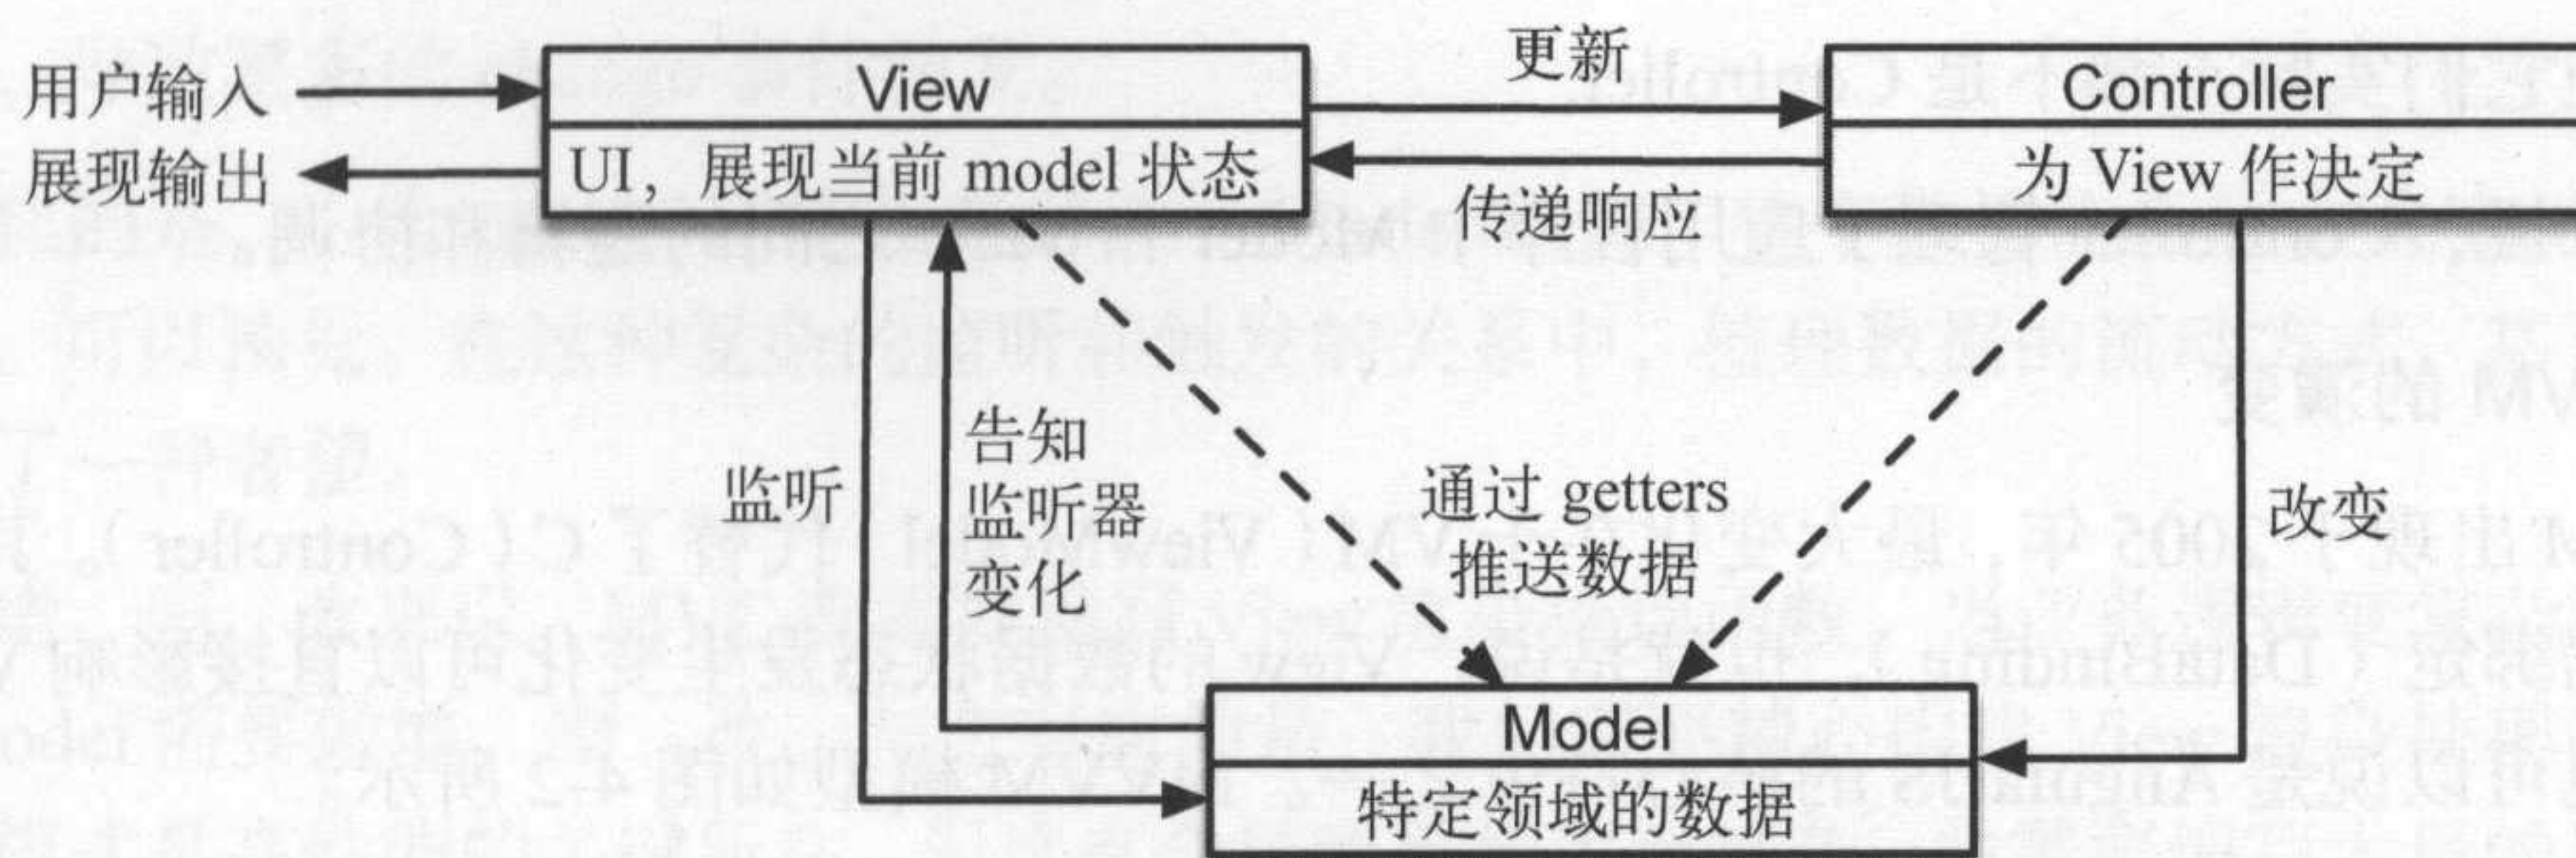 用户输入
展现输出
View
UI，展现当前 model 状态
更新
传递响应
Controller
为 View 作决定
监听
告知
监听器
变化
通过 getters
推送数据
改变
Model
特定领域的数据